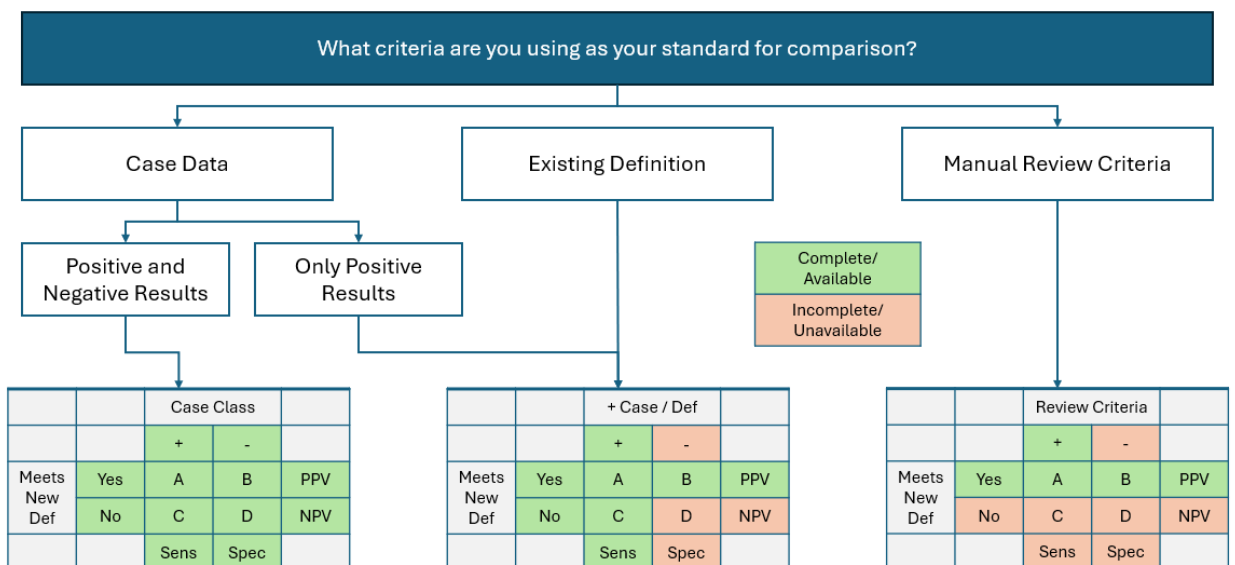 What criteria are you using as your standard for comparison?
Case Data
Existing Definition
Manual Review Criteria
Positive and
Negative Results
Only Positive
Results
Complete/
Available
Incomplete/
Unavailable
Case Class
+ -
Meets
New
Def
Yes A B PPV
No C D NPV
Sens Spec
+ Case / Def
+ -
Meets
New
Def
Yes A B PPV
No C D NPV
Sens Spec
Review Criteria
+ -
Meets
New
Def
Yes A B PPV
No C D NPV
Sens Spec